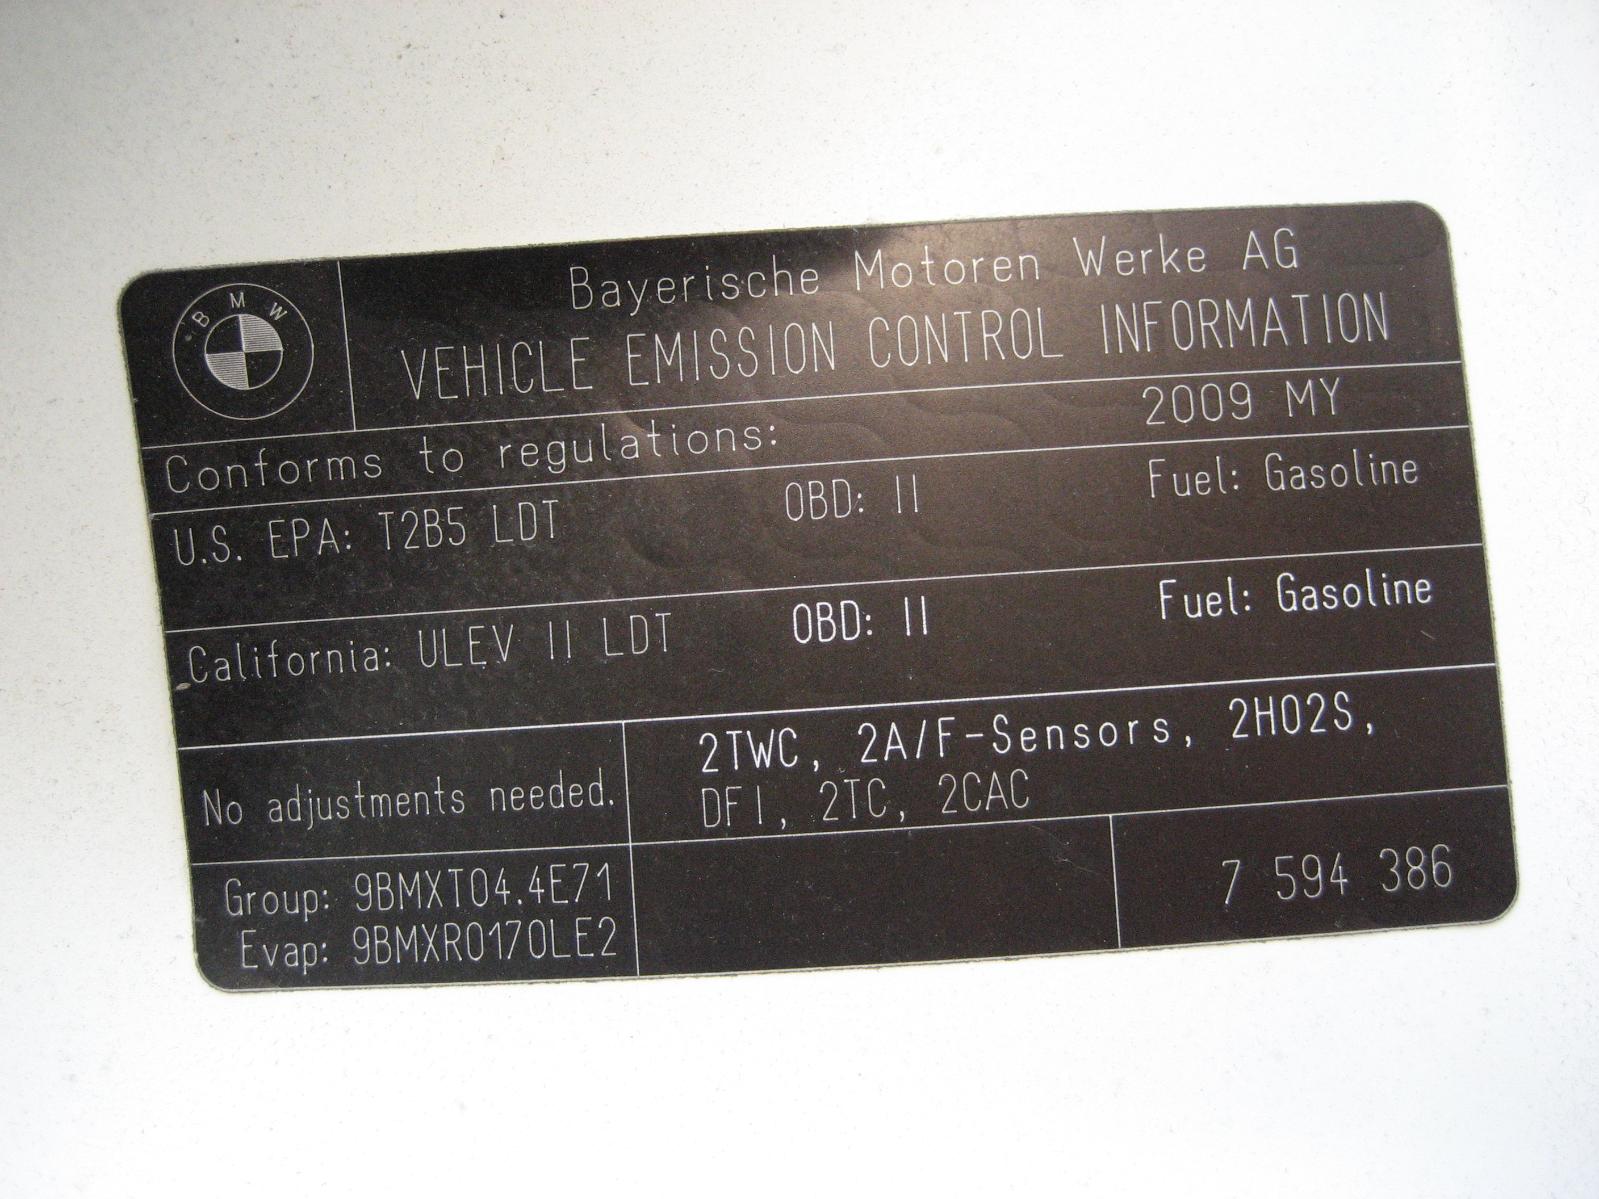 BMW
Bayerische Motoren Werke AG
VEHICLE EMISSION CONTROL INFORMATION
Conforms to regulations: 2009 MY
U.S. EPA: T2B5 LDT OBD: II Fuel: Gasoline
California: ULEV II LDT OBD: II Fuel: Gasoline
No adjustments needed.
2TWC, 2A/F-Sensors, 2HO2S,
DFI, 2TC, 2CAC
Group: 9BMXT04.4E71
Evap: 9BMXR0170LE2
7 594 386